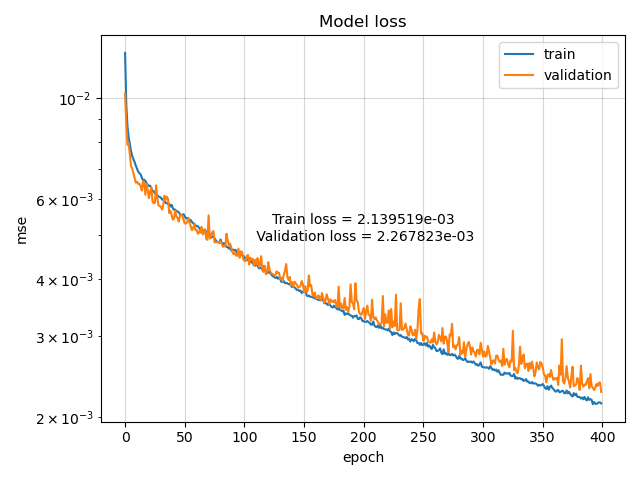 Model loss
train
validation
10⁻²
6 × 10⁻³
4 × 10⁻³
3 × 10⁻³
2 × 10⁻³
mse
Train loss = 2.139519e-03
Validation loss = 2.267823e-03
0 50 100 150 200 250 300 350 400
epoch